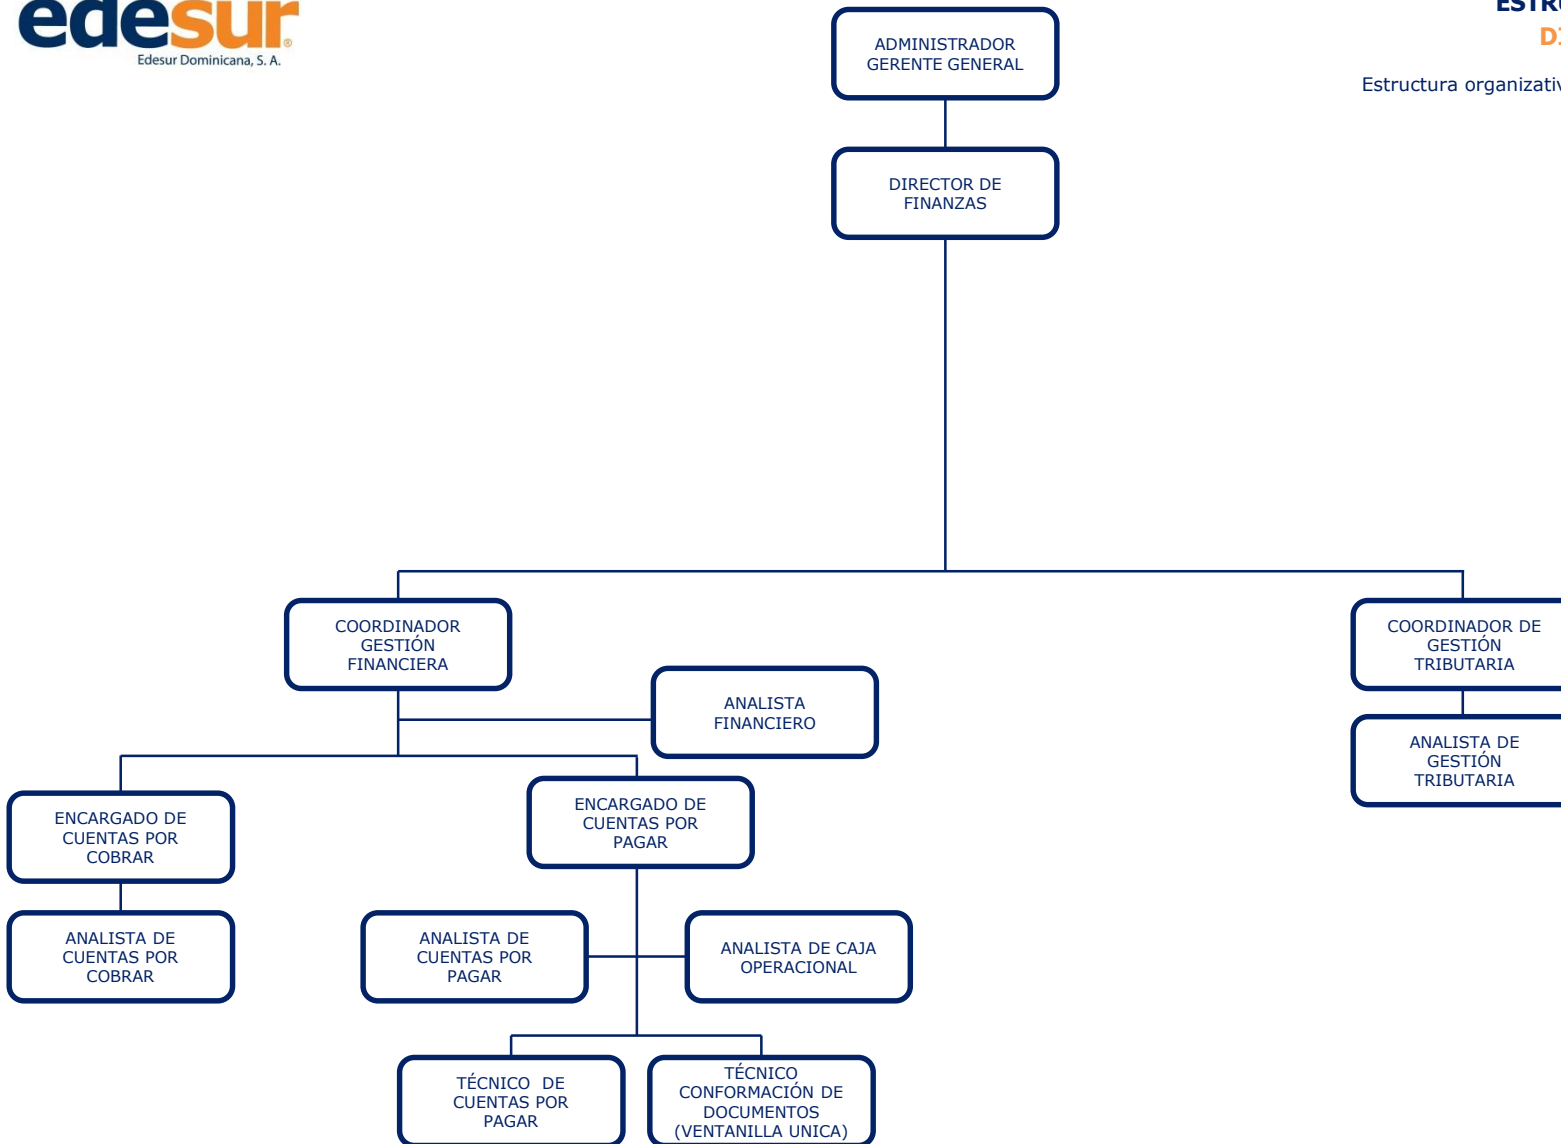 edesur
Edesur Dominicana, S. A.
ADMINISTRADOR
GERENTE GENERAL
DIRECTOR DE
FINANZAS
COORDINADOR
GESTIÓN
FINANCIERA
COORDINADOR DE
GESTIÓN
TRIBUTARIA
ANALISTA
FINANCIERO
ANALISTA DE
GESTIÓN
TRIBUTARIA
ENCARGADO DE
CUENTAS POR
COBRAR
ENCARGADO DE
CUENTAS POR
PAGAR
ANALISTA DE
CUENTAS POR
COBRAR
ANALISTA DE
CUENTAS POR
PAGAR
ANALISTA DE CAJA
OPERACIONAL
TÉCNICO DE
CUENTAS POR
PAGAR
TÉCNICO
CONFORMACIÓN DE
DOCUMENTOS
(VENTANILLA UNICA)
Estructura